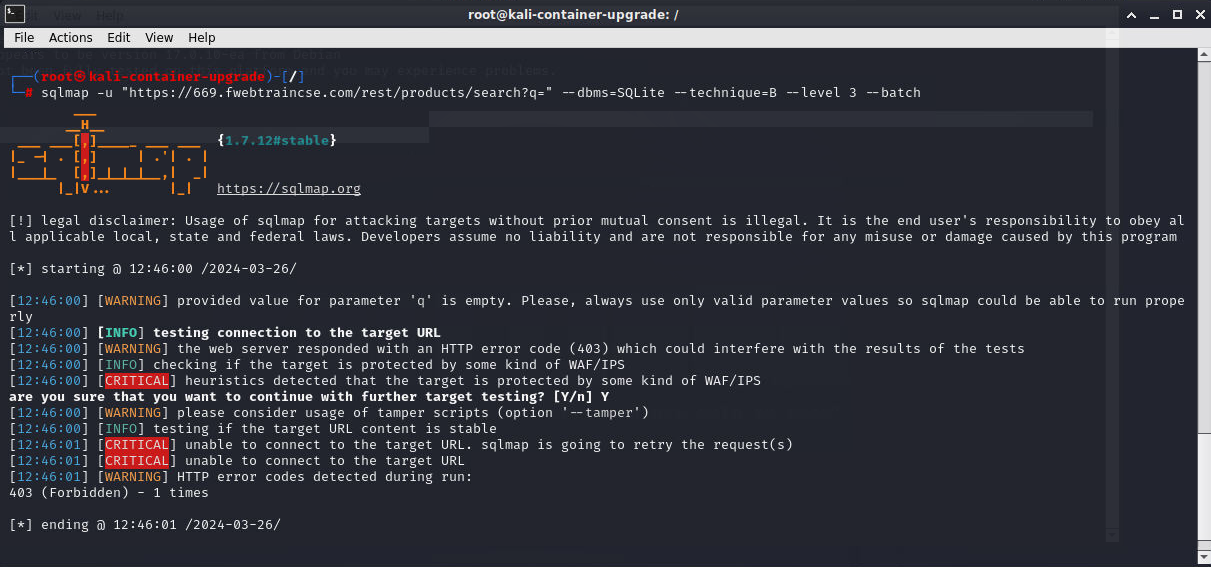 root@kali-container-upgrade: /
File Actions Edit View Help
┌──(root㉿kali-container-upgrade)-[/]
└─# sqlmap -u "https://669.fwebtraincse.com/rest/products/search?q=" --dbms=SQLite --technique=B --level 3 --batch
        ___
       __H__
 ___ ___[,]_____ ___ ___  {1.7.12#stable}
|_ -| . [,]     | .'| . |
|___|_  [,]_|_|_|__,|  _|
      |_|V...       |_|   https://sqlmap.org
[!] legal disclaimer: Usage of sqlmap for attacking targets without prior mutual consent is illegal. It is the end user's responsibility to obey al
l applicable local, state and federal laws. Developers assume no liability and are not responsible for any misuse or damage caused by this program
[*] starting @ 12:46:00 /2024-03-26/
[12:46:00] [WARNING] provided value for parameter 'q' is empty. Please, always use only valid parameter values so sqlmap could be able to run prope
rly
[12:46:00] [INFO] testing connection to the target URL
[12:46:00] [WARNING] the web server responded with an HTTP error code (403) which could interfere with the results of the tests
[12:46:00] [INFO] checking if the target is protected by some kind of WAF/IPS
[12:46:00] [CRITICAL] heuristics detected that the target is protected by some kind of WAF/IPS
are you sure that you want to continue with further target testing? [Y/n] Y
[12:46:00] [WARNING] please consider usage of tamper scripts (option '--tamper')
[12:46:00] [INFO] testing if the target URL content is stable
[12:46:01] [CRITICAL] unable to connect to the target URL. sqlmap is going to retry the request(s)
[12:46:01] [CRITICAL] unable to connect to the target URL
[12:46:01] [WARNING] HTTP error codes detected during run:
403 (Forbidden) - 1 times
[*] ending @ 12:46:01 /2024-03-26/